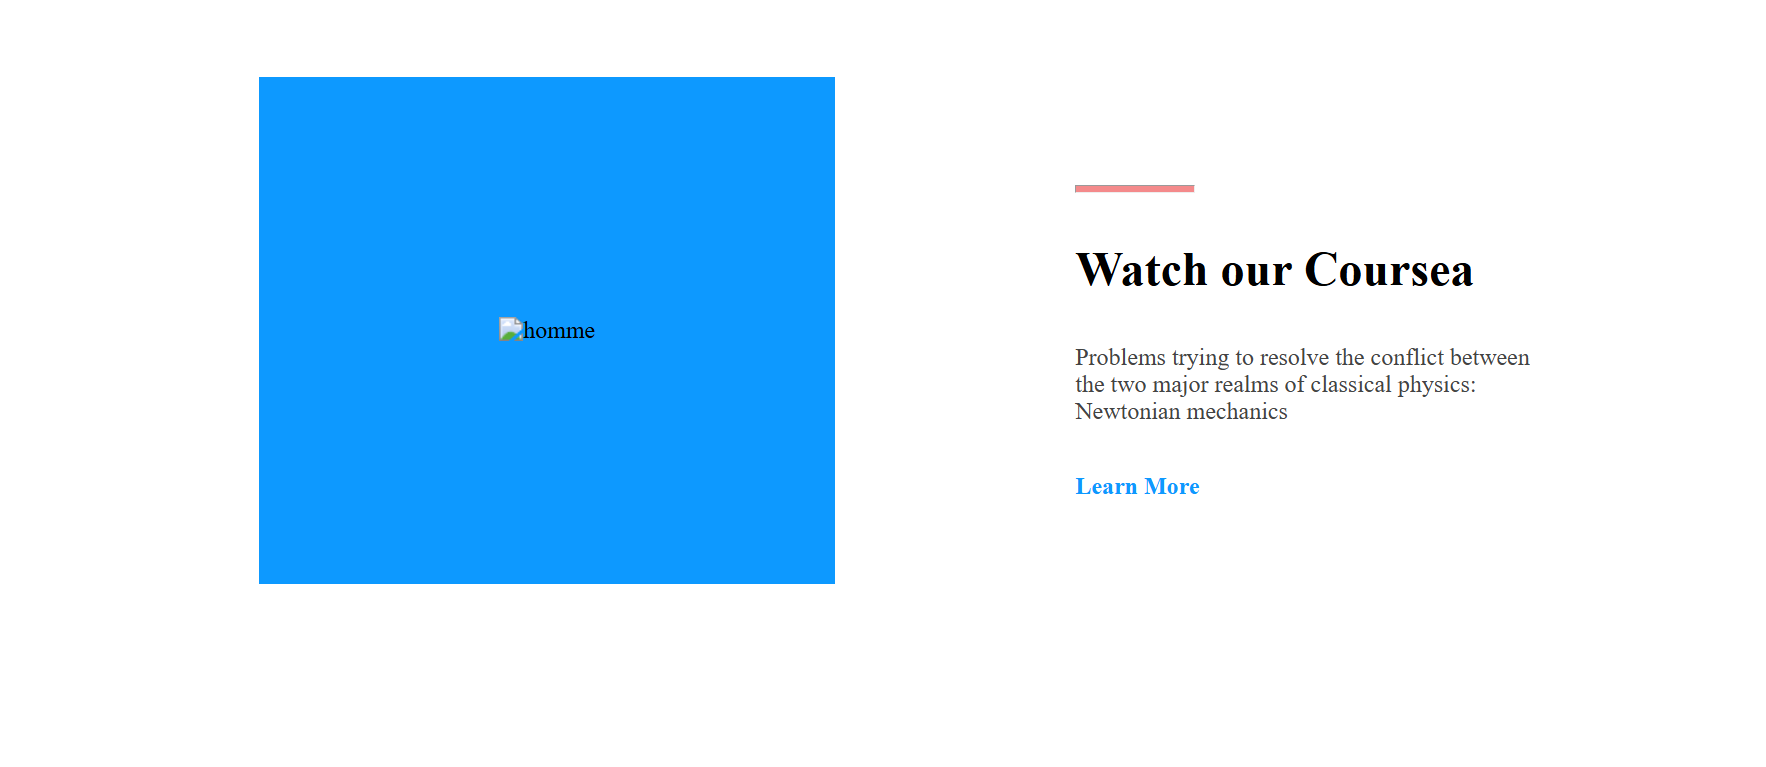 homme
Watch our Coursea
Problems trying to resolve the conflict between
the two major realms of classical physics:
Newtonian mechanics
Learn More